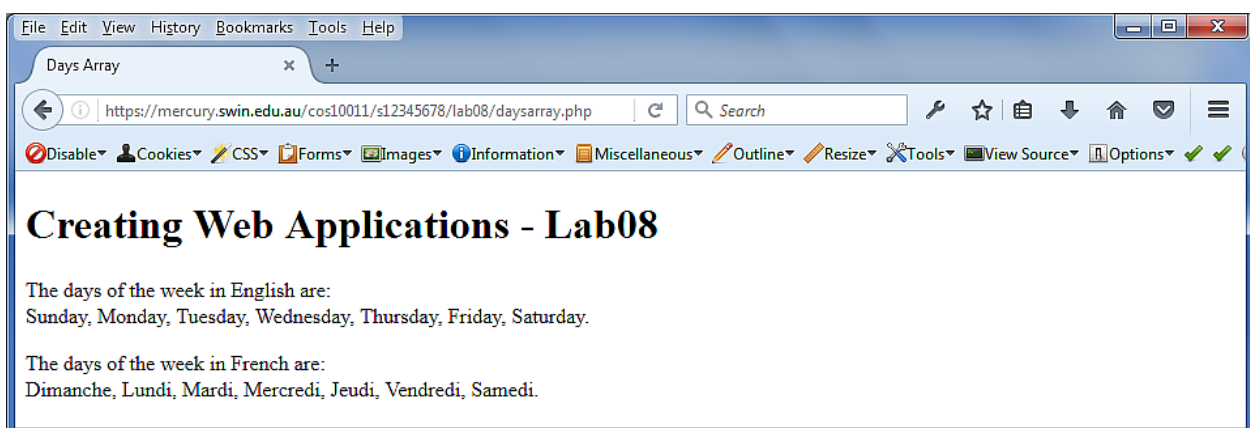 File Edit View History Bookmarks Tools Help
Days Array
https://mercury.swin.edu.au/cos10011/s12345678/lab08/daysarray.php Search
Disable Cookies CSS Forms Images Information Miscellaneous Outline Resize Tools View Source Options
Creating Web Applications - Lab08
The days of the week in English are:
Sunday, Monday, Tuesday, Wednesday, Thursday, Friday, Saturday.
The days of the week in French are:
Dimanche, Lundi, Mardi, Mercredi, Jeudi, Vendredi, Samedi.